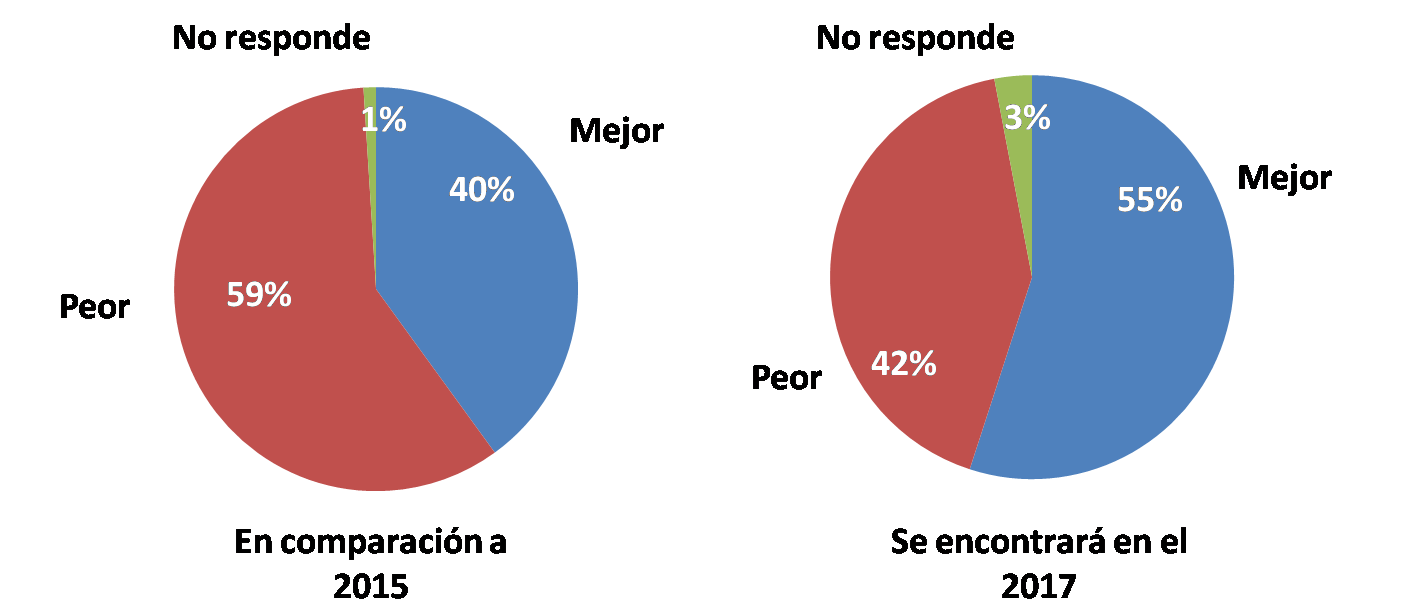 No responde
1%
Mejor
40%
59%
Peor
En comparación a
2015
No responde
3%
Mejor
55%
42%
Peor
Se encontrará en el
2017